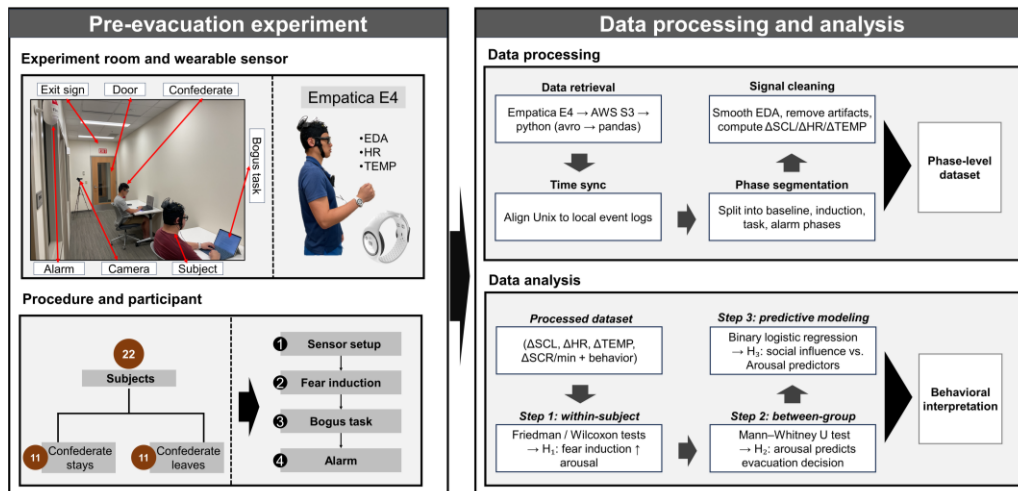 Pre-evacuation experiment
Experiment room and wearable sensor
Exit sign
Door
Confederate
Bogus task
Alarm
Camera
Subject
Empatica E4
•EDA
•HR
•TEMP
Procedure and participant
22
Subjects
11
Confederate
stays
11
Confederate
leaves
1
Sensor setup
2
Fear induction
3
Bogus task
4
Alarm
Data processing and analysis
Data processing
Data retrieval
Empatica E4 → AWS S3 →
python (avro → pandas)
Time sync
Align Unix to local event logs
Signal cleaning
Smooth EDA, remove artifacts,
compute ΔSCL/ΔHR/ΔTEMP
Phase segmentation
Split into baseline, induction,
task, alarm phases
Phase-level
dataset
Data analysis
Processed dataset
(ΔSCL, ΔHR, ΔTEMP,
ΔSCR/min + behavior)
Step 1: within-subject
Friedman / Wilcoxon tests
→ H₁: fear induction ↑
arousal
Step 3: predictive modeling
Binary logistic regression
→ H₃: social influence vs.
Arousal predictors
Step 2: between-group
Mann–Whitney U test
→ H₂: arousal predicts
evacuation decision
Behavioral
interpretation